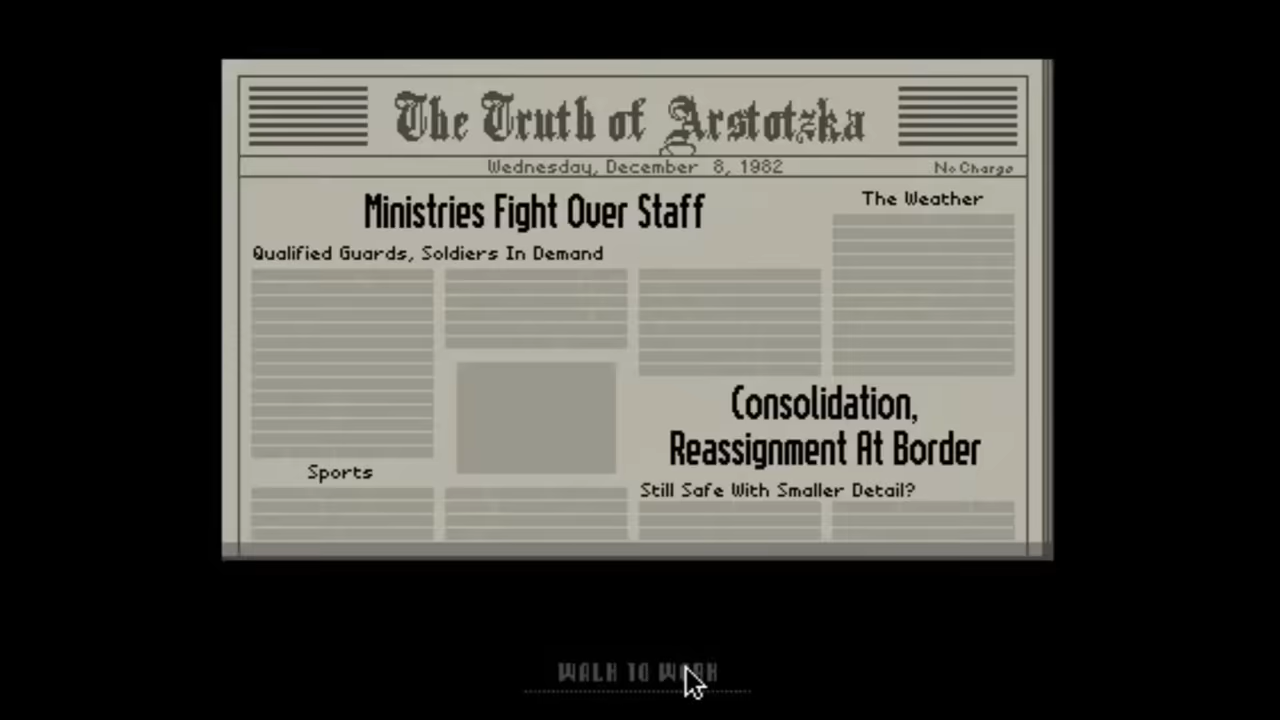 The Truth of Arstotzka
Wednesday, December 8, 1982
No Charge
Ministries Fight Over Staff
Qualified Guards, Soldiers In Demand
The Weather
Consolidation,
Reassignment At Border
Still Safe With Smaller Detail?
Sports
WALK TO WORK